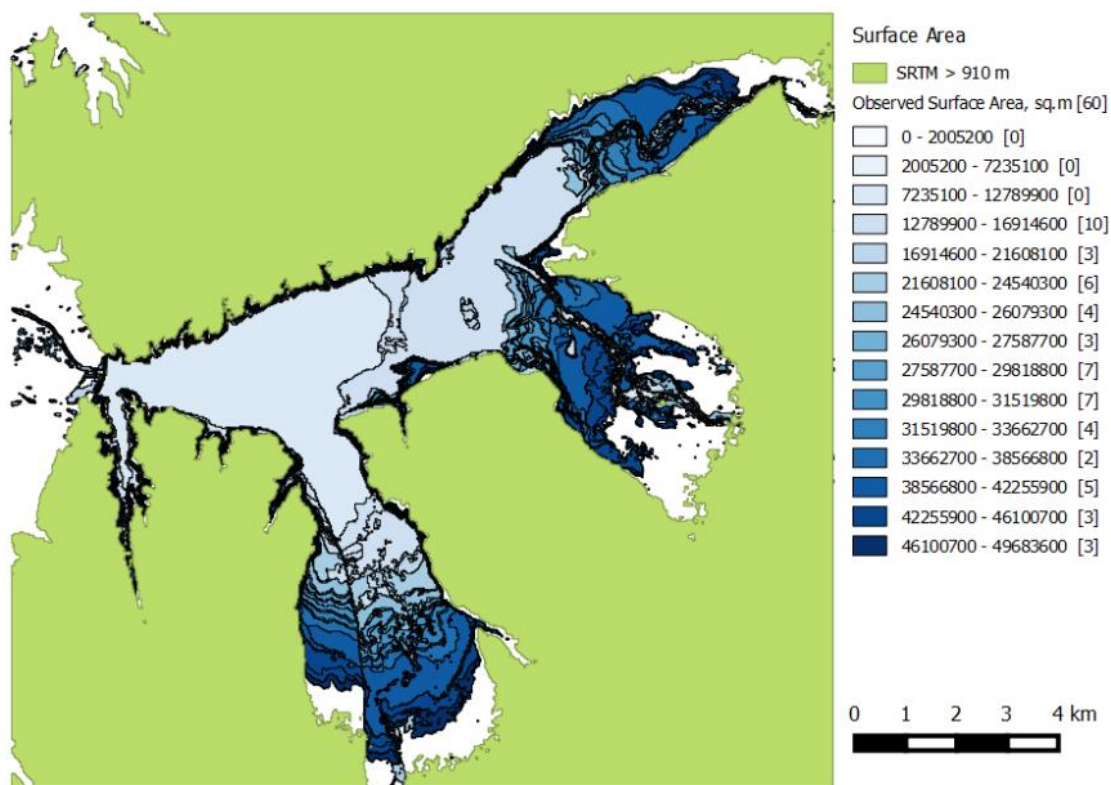 Surface Area
SRTM > 910 m
Observed Surface Area, sq.m [60]
0 - 2005200 [0]
2005200 - 7235100 [0]
7235100 - 12789900 [0]
12789900 - 16914600 [10]
16914600 - 21608100 [3]
21608100 - 24540300 [6]
24540300 - 26079300 [4]
26079300 - 27587700 [3]
27587700 - 29818800 [7]
29818800 - 31519800 [7]
31519800 - 33662700 [4]
33662700 - 38566800 [2]
38566800 - 42255900 [5]
42255900 - 46100700 [3]
46100700 - 49683600 [3]
0 1 2 3 4 km